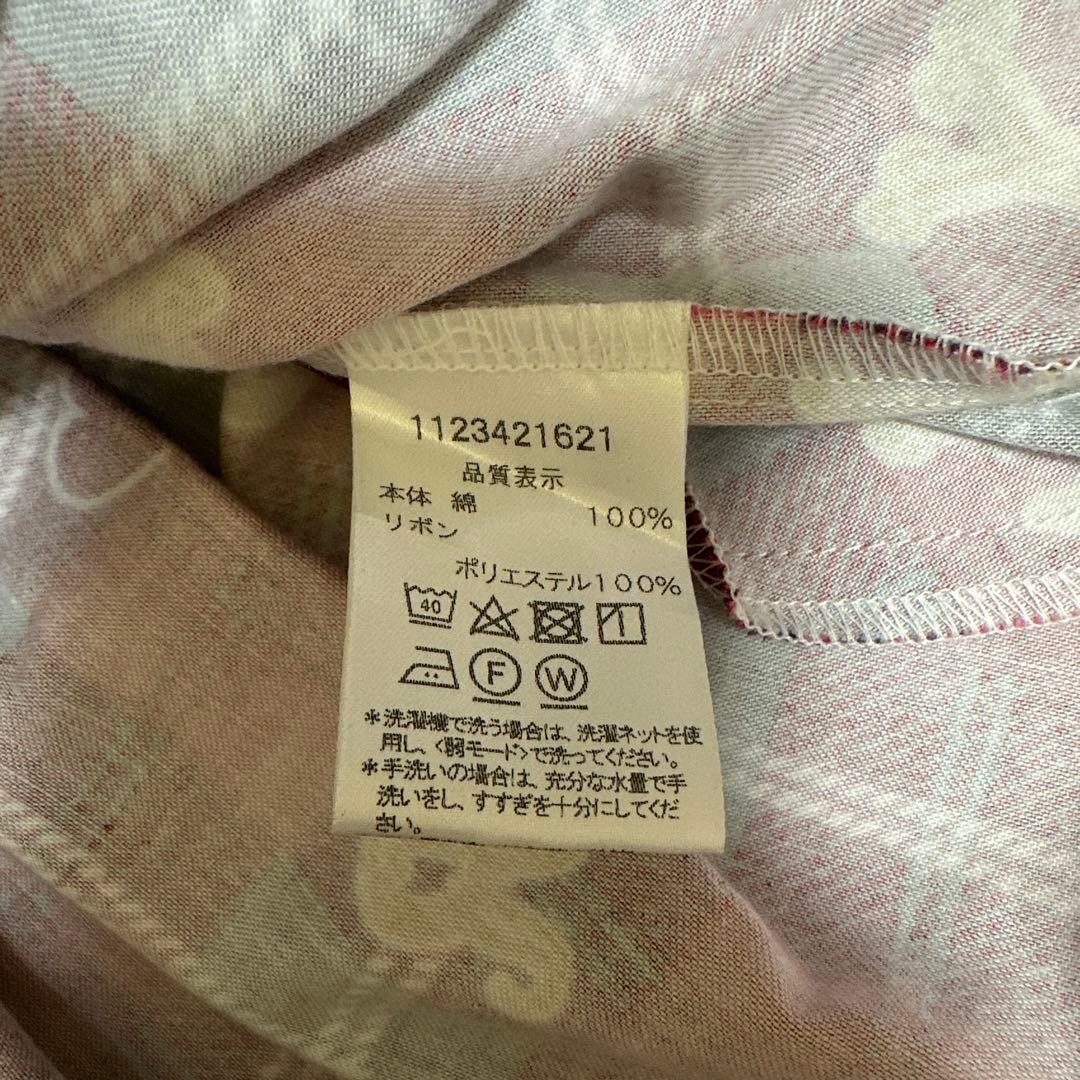 1123421621
品質表示
本体 綿 100%
リボン
ポリエステル100%
40
F W
*洗濯機で洗う場合は、洗濯ネットを使
用し、<弱モード>で洗ってください。
*手洗いの場合は、充分な水量で手
洗いをし、すすぎを十分にしてくだ
さい。